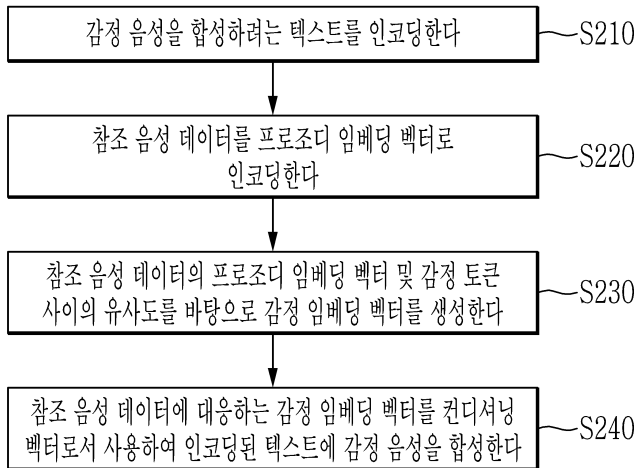 감정 음성을 합성하려는 텍스트를 인코딩한다
S210
참조 음성 데이터를 프로조디 임베딩 벡터로
인코딩한다
S220
참조 음성 데이터의 프로조디 임베딩 벡터 및 감정 토큰
사이의 유사도를 바탕으로 감정 임베딩 벡터를 생성한다
S230
참조 음성 데이터에 대응하는 감정 임베딩 벡터를 컨디셔닝
벡터로서 사용하여 인코딩된 텍스트에 감정 음성을 합성한다
S240